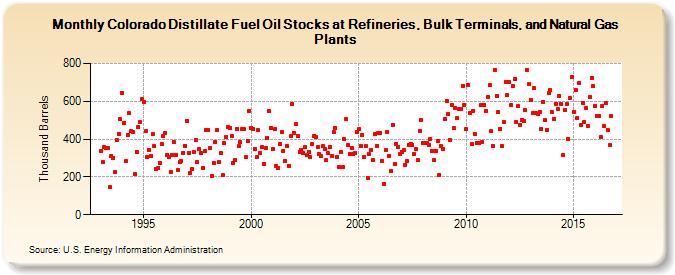 Monthly Colorado Distillate Fuel Oil Stocks at Refineries, Bulk Terminals, and Natural Gas
Plants
Thousand Barrels
800
600
400
200
0
1995 2000 2005 2010 2015
Source: U.S. Energy Information Administration